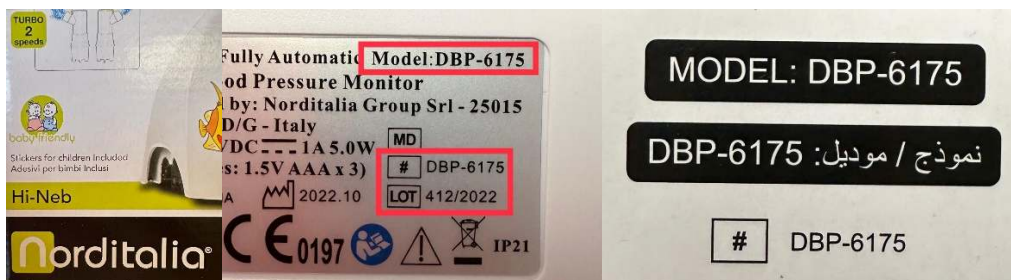 TURBO
2
speeds
baby friendly
Stickers for children Included
Adesivi per bimbi Inclusi
Hi-Neb
Norditalia
Fully Automatic Model:DBP-6175
od Pressure Monitor
l by: Norditalia Group Srl - 25015
D/G - Italy
VDC 1A 5.0W MD
s: 1.5V AAA x 3) # DBP-6175
A 2022.10 LOT 412/2022
CE0197 IP21
MODEL: DBP-6175
نموذج / موديل: DBP-6175
# DBP-6175